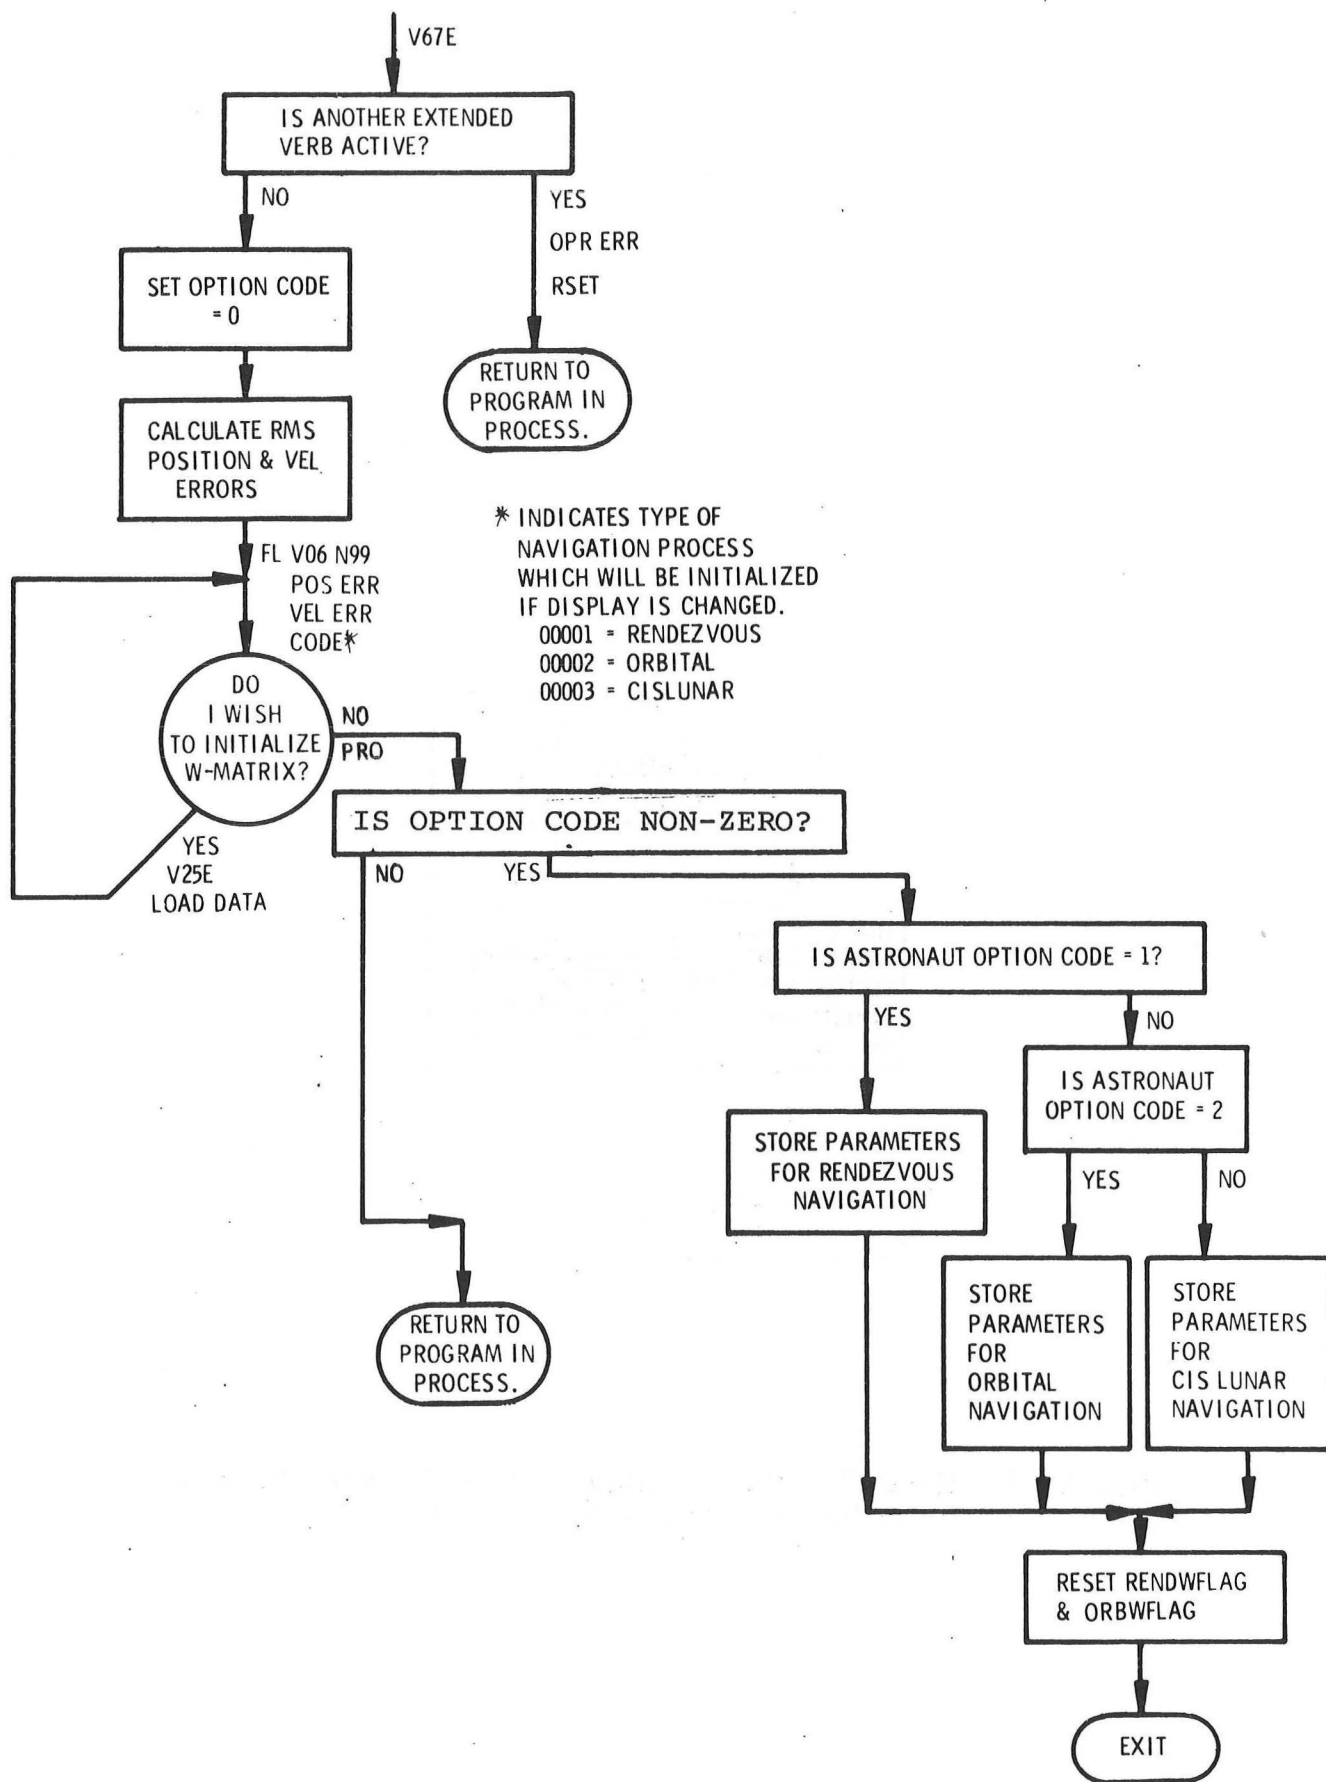 V67E
IS ANOTHER EXTENDED
VERB ACTIVE?
NO
YES
OPR ERR
RSET
SET OPTION CODE
= 0
RETURN TO
PROGRAM IN
PROCESS.
CALCULATE RMS
POSITION & VEL
ERRORS
FL V06 N99
POS ERR
VEL ERR
CODE*
* INDICATES TYPE OF
NAVIGATION PROCESS
WHICH WILL BE INITIALIZED
IF DISPLAY IS CHANGED.
00001 = RENDEZVOUS
00002 = ORBITAL
00003 = CISLUNAR
DO
I WISH
TO INITIALIZE
W-MATRIX?
NO
PRO
YES
V25E
LOAD DATA
IS OPTION CODE NON-ZERO?
NO
YES
IS ASTRONAUT OPTION CODE = 1?
YES
NO
IS ASTRONAUT
OPTION CODE = 2
STORE PARAMETERS
FOR RENDEZVOUS
NAVIGATION
YES
NO
STORE
PARAMETERS
FOR
ORBITAL
NAVIGATION
STORE
PARAMETERS
FOR
CIS LUNAR
NAVIGATION
RETURN TO
PROGRAM IN
PROCESS.
RESET RENDWFLAG
& ORBWFLAG
EXIT